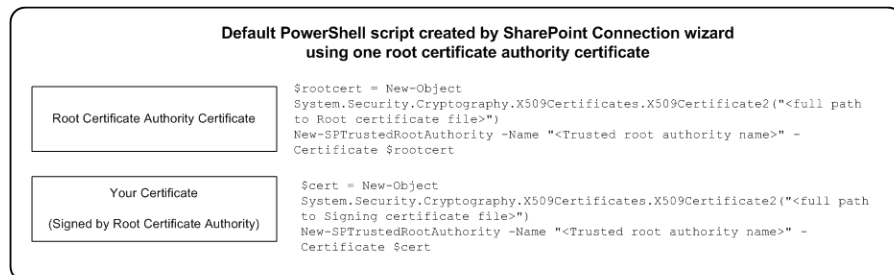 Default PowerShell script created by SharePoint Connection wizard
using one root certificate authority certificate
Root Certificate Authority Certificate
$rootcert = New-Object
System.Security.Cryptography.X509Certificates.X509Certificate2("<full path
to Root certificate file>")
New-SPTrustedRootAuthority -Name "<Trusted root authority name>" -
Certificate $rootcert
Your Certificate
(Signed by Root Certificate Authority)
$cert = New-Object
System.Security.Cryptography.X509Certificates.X509Certificate2("<full path
to Signing certificate file>")
New-SPTrustedRootAuthority -Name "<Trusted root authority name>" -
Certificate $cert